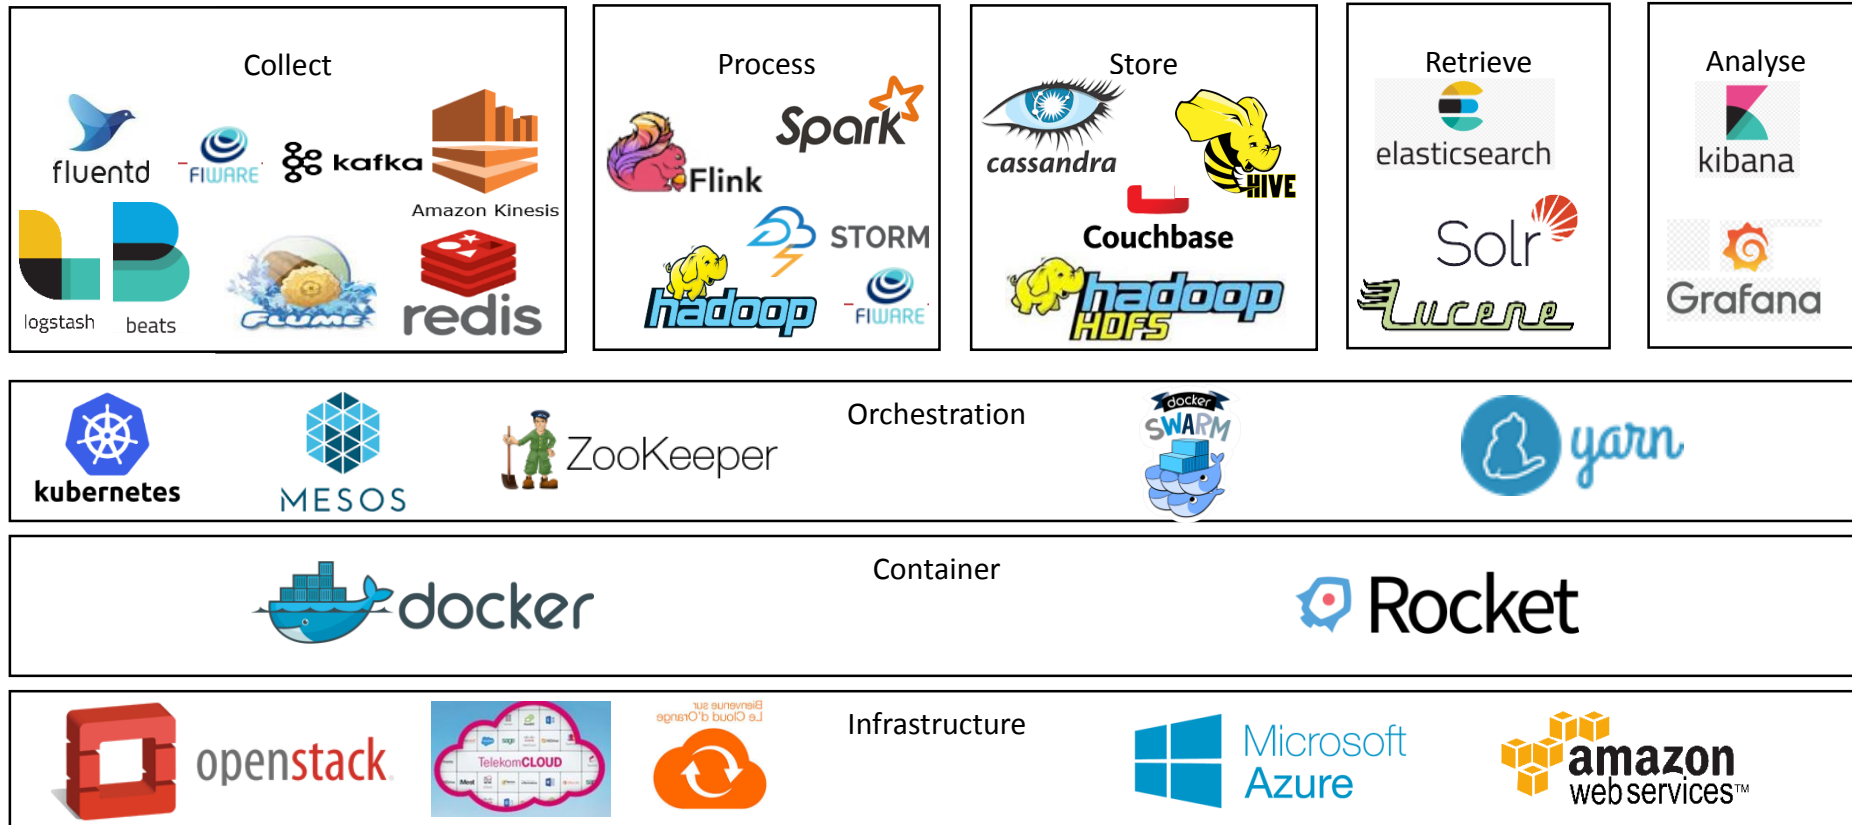 Collect
fluentd
FIWARE
kafka
Amazon Kinesis
logstash
beats
FLUME
redis
Process
Spark
Flink
STORM
hadoop
FIWARE
Store
cassandra
HIVE
Couchbase
hadoop
HDFS
Retrieve
elasticsearch
Solr
Lucene
Analyse
kibana
Grafana
Orchestration
kubernetes
MESOS
ZooKeeper
docker
SWARM
yarn
Container
docker
Rocket
Infrastructure
openstack
TelekomCLOUD
Bienvenue sur
Le Cloud d'Orange
Microsoft
Azure
amazon
web services™